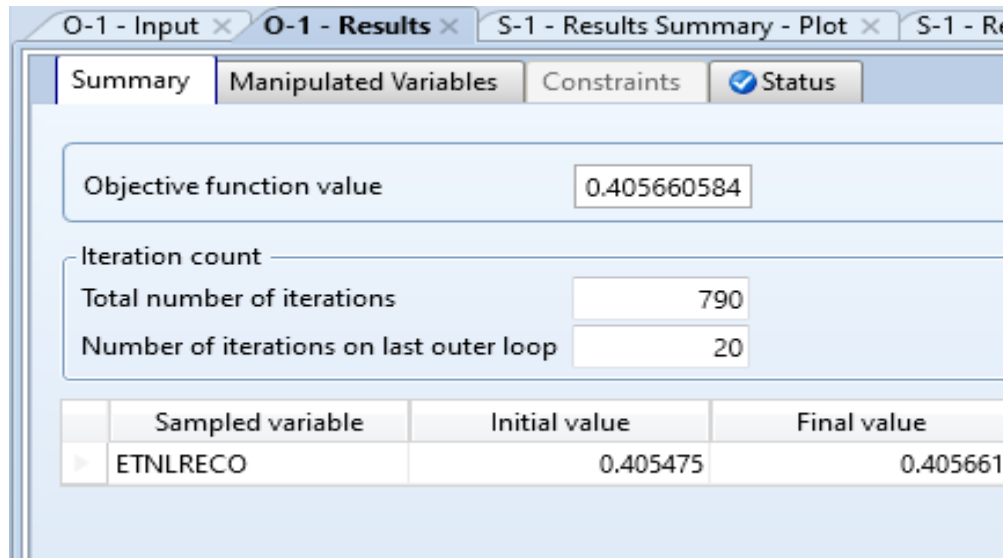 O-1 - Input × O-1 - Results × S-1 - Results Summary - Plot × S-1 - Re
Summary Manipulated Variables Constraints Status
Objective function value 0.405660584
Iteration count
Total number of iterations 790
Number of iterations on last outer loop 20
Sampled variable Initial value Final value
ETNLRECO 0.405475 0.405661